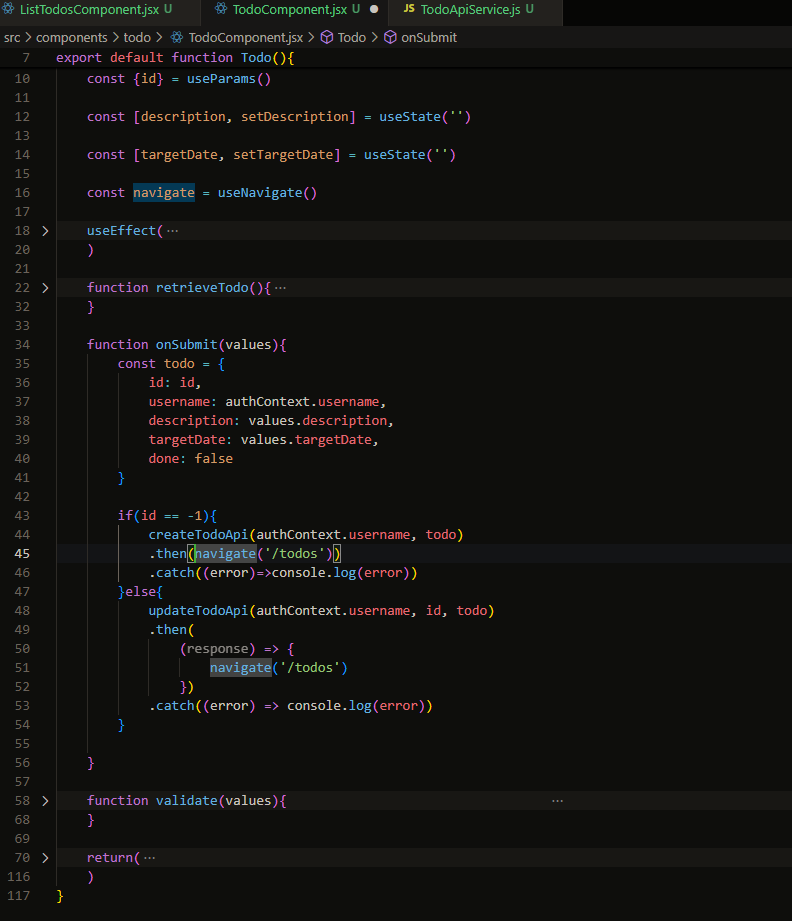 ListTodosComponent.jsx U TodoComponent.jsx U JS TodoApiService.js U
src > components > todo > TodoComponent.jsx > Todo > onSubmit
7 export default function Todo(){
10 const {id} = useParams()
11
12 const [description, setDescription] = useState('')
13
14 const [targetDate, setTargetDate] = useState('')
15
16 const navigate = useNavigate()
17
18 > useEffect( ⋯
20 )
21
22 > function retrieveTodo(){ ⋯
32 }
33
34 function onSubmit(values){
35 const todo = {
36 id: id,
37 username: authContext.username,
38 description: values.description,
39 targetDate: values.targetDate,
40 done: false
41 }
42
43 if(id == -1){
44 createTodoApi(authContext.username, todo)
45 .then(navigate('/todos'))
46 .catch((error)=>console.log(error))
47 }else{
48 updateTodoApi(authContext.username, id, todo)
49 .then(
50 (response) => {
51 navigate('/todos')
52 })
53 .catch((error) => console.log(error))
54 }
55
56 }
57
58 > function validate(values){ ⋯
68 }
69
70 > return( ⋯
116 )
117 }